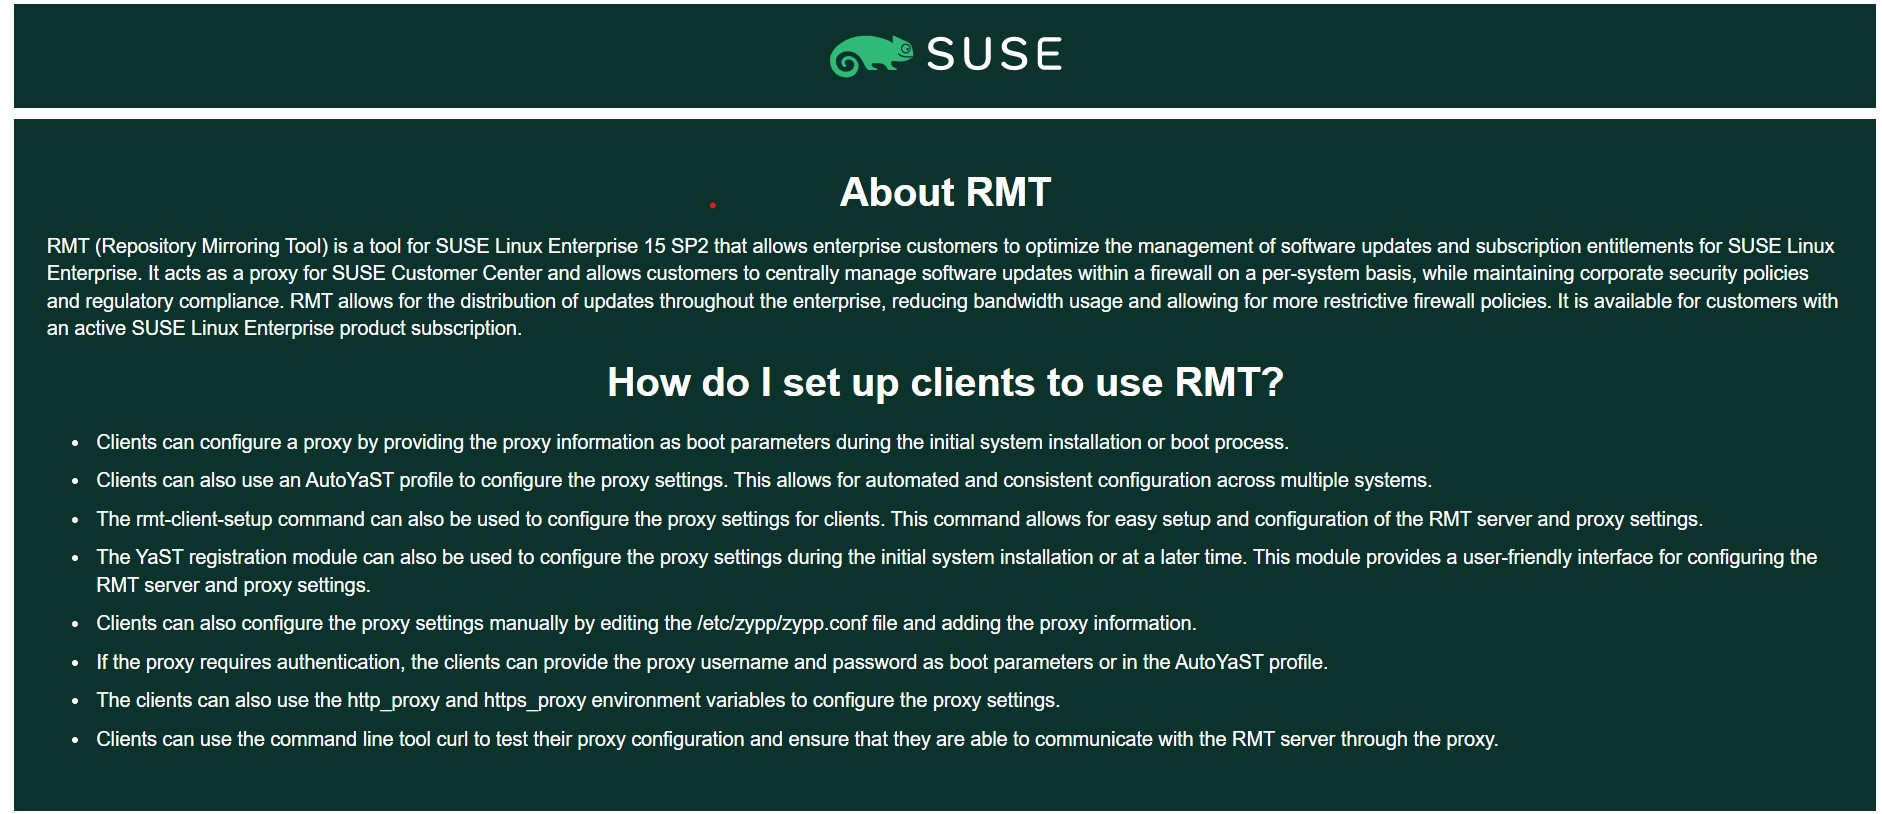 SUSE
About RMT
RMT (Repository Mirroring Tool) is a tool for SUSE Linux Enterprise 15 SP2 that allows enterprise customers to optimize the management of software updates and subscription entitlements for SUSE Linux
Enterprise. It acts as a proxy for SUSE Customer Center and allows customers to centrally manage software updates within a firewall on a per-system basis, while maintaining corporate security policies
and regulatory compliance. RMT allows for the distribution of updates throughout the enterprise, reducing bandwidth usage and allowing for more restrictive firewall policies. It is available for customers with
an active SUSE Linux Enterprise product subscription.
How do I set up clients to use RMT?
• Clients can configure a proxy by providing the proxy information as boot parameters during the initial system installation or boot process.
• Clients can also use an AutoYaST profile to configure the proxy settings. This allows for automated and consistent configuration across multiple systems.
• The rmt-client-setup command can also be used to configure the proxy settings for clients. This command allows for easy setup and configuration of the RMT server and proxy settings.
• The YaST registration module can also be used to configure the proxy settings during the initial system installation or at a later time. This module provides a user-friendly interface for configuring the
RMT server and proxy settings.
• Clients can also configure the proxy settings manually by editing the /etc/zypp/zypp.conf file and adding the proxy information.
• If the proxy requires authentication, the clients can provide the proxy username and password as boot parameters or in the AutoYaST profile.
• The clients can also use the http_proxy and https_proxy environment variables to configure the proxy settings.
• Clients can use the command line tool curl to test their proxy configuration and ensure that they are able to communicate with the RMT server through the proxy.